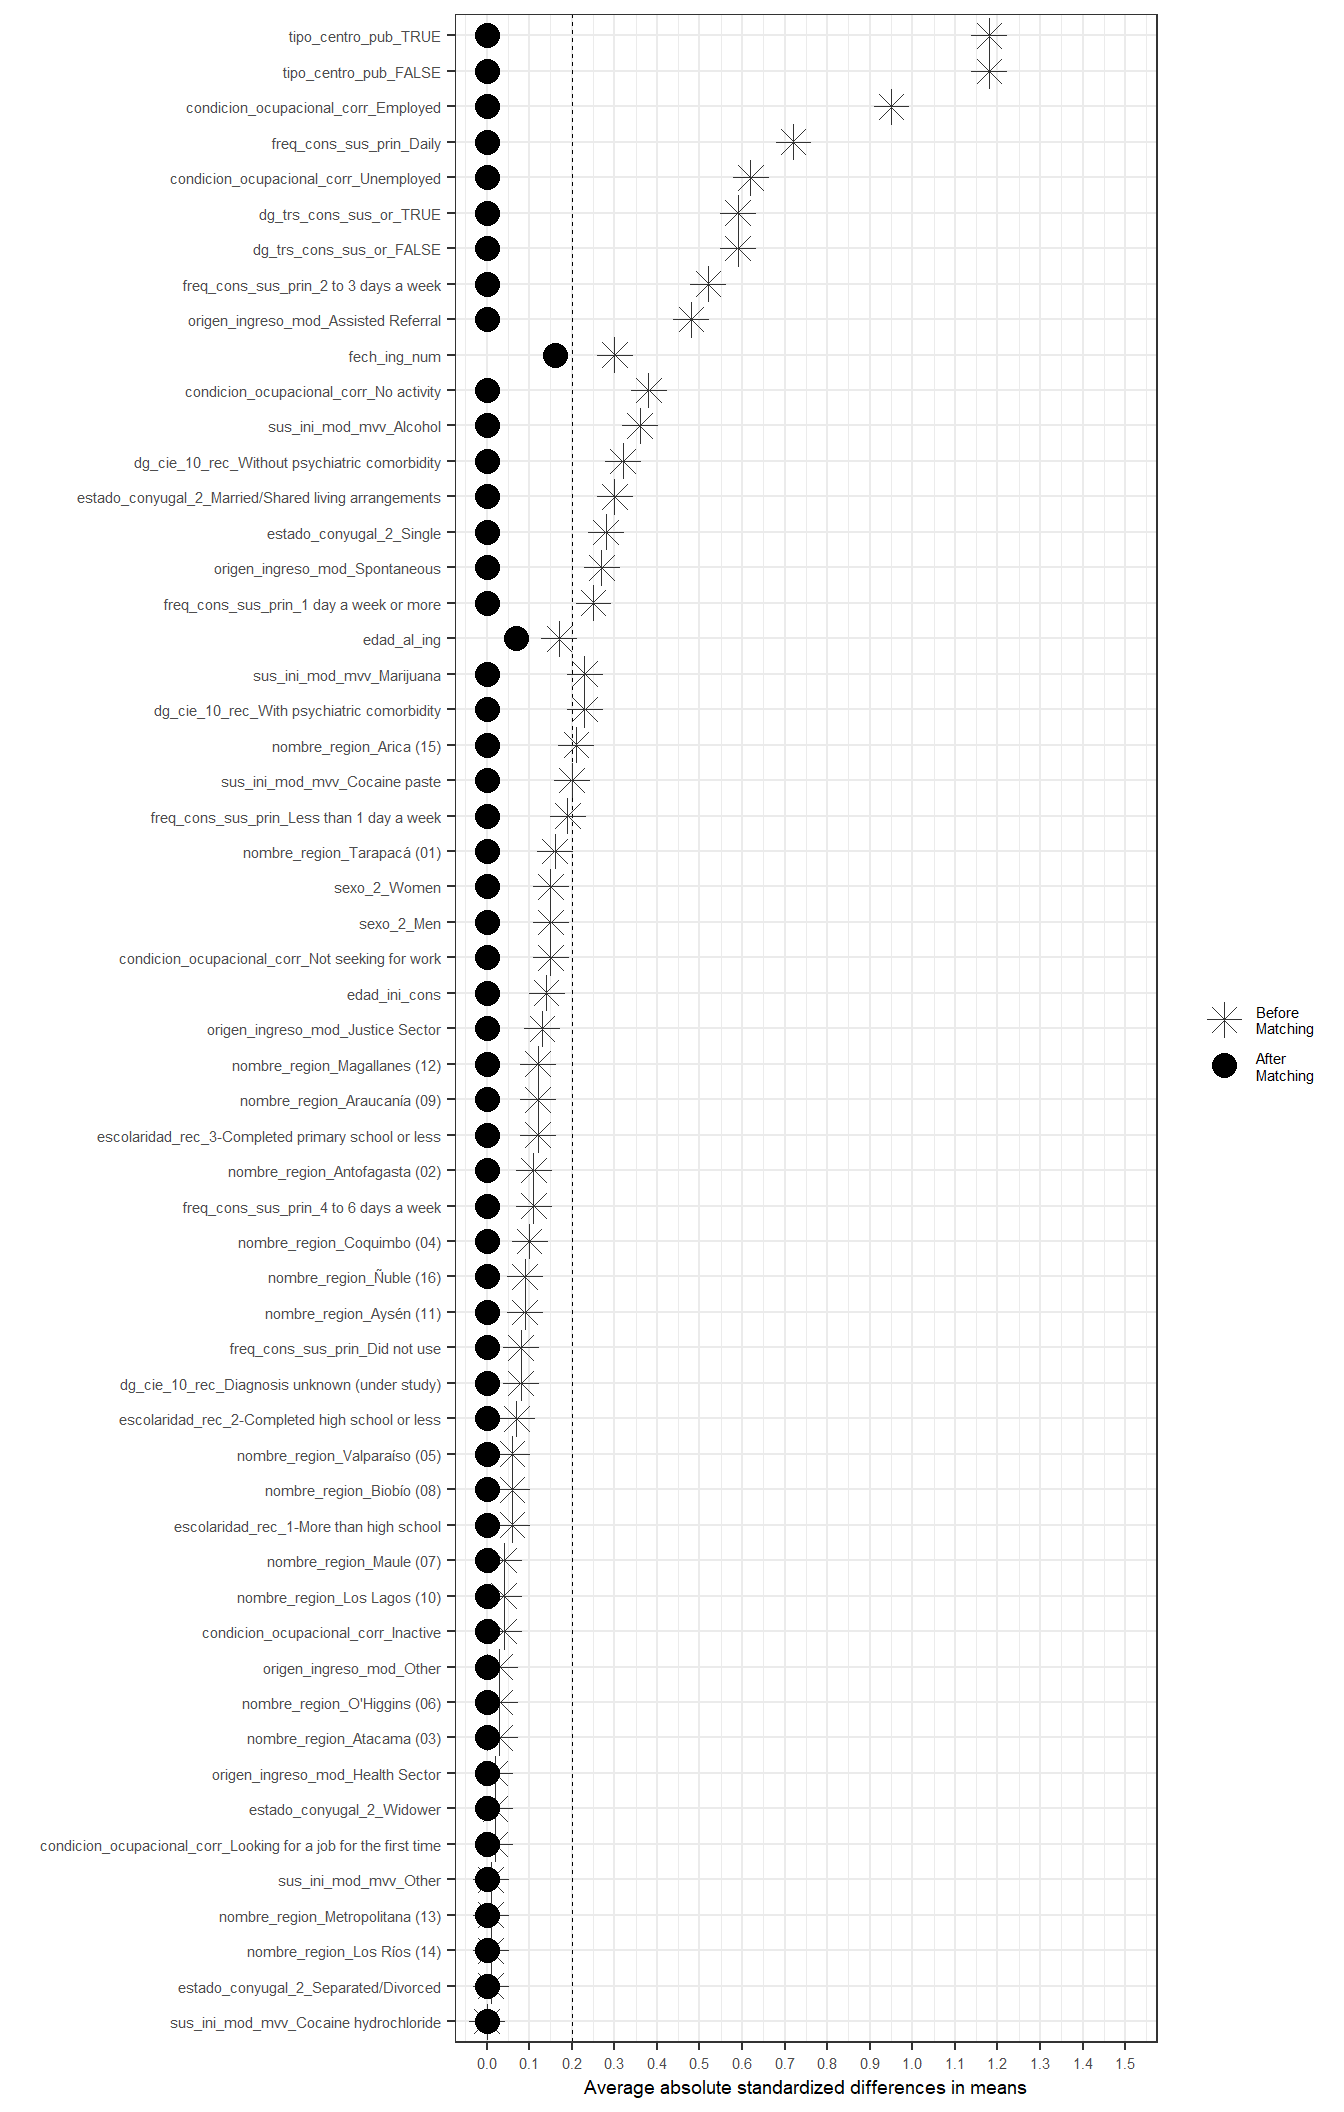 tipo_centro_pub_TRUE
tipo_centro_pub_FALSE
condicion_ocupacional_corr_Employed
freq_cons_sus_prin_Daily
condicion_ocupacional_corr_Unemployed
dg_trs_cons_sus_or_TRUE
dg_trs_cons_sus_or_FALSE
freq_cons_sus_prin_2 to 3 days a week
origen_ingreso_mod_Assisted Referral
fech_ing_num
condicion_ocupacional_corr_No activity
sus_ini_mod_mvv_Alcohol
dg_cie_10_rec_Without psychiatric comorbidity
estado_conyugal_2_Married/Shared living arrangements
estado_conyugal_2_Single
origen_ingreso_mod_Spontaneous
freq_cons_sus_prin_1 day a week or more
edad_al_ing
sus_ini_mod_mvv_Marijuana
dg_cie_10_rec_With psychiatric comorbidity
nombre_region_Arica (15)
sus_ini_mod_mvv_Cocaine paste
freq_cons_sus_prin_Less than 1 day a week
nombre_region_Tarapacá (01)
sexo_2_Women
sexo_2_Men
condicion_ocupacional_corr_Not seeking for work
edad_ini_cons
origen_ingreso_mod_Justice Sector
nombre_region_Magallanes (12)
nombre_region_Araucanía (09)
escolaridad_rec_3-Completed primary school or less
nombre_region_Antofagasta (02)
freq_cons_sus_prin_4 to 6 days a week
nombre_region_Coquimbo (04)
nombre_region_Ñuble (16)
nombre_region_Aysén (11)
freq_cons_sus_prin_Did not use
dg_cie_10_rec_Diagnosis unknown (under study)
escolaridad_rec_2-Completed high school or less
nombre_region_Valparaíso (05)
nombre_region_Biobío (08)
escolaridad_rec_1-More than high school
nombre_region_Maule (07)
nombre_region_Los Lagos (10)
condicion_ocupacional_corr_Inactive
origen_ingreso_mod_Other
nombre_region_O'Higgins (06)
nombre_region_Atacama (03)
origen_ingreso_mod_Health Sector
estado_conyugal_2_Widower
condicion_ocupacional_corr_Looking for a job for the first time
sus_ini_mod_mvv_Other
nombre_region_Metropolitana (13)
nombre_region_Los Ríos (14)
estado_conyugal_2_Separated/Divorced
sus_ini_mod_mvv_Cocaine hydrochloride
0.0 0.1 0.2 0.3 0.4 0.5 0.6 0.7 0.8 0.9 1.0 1.1 1.2 1.3 1.4 1.5
Average absolute standardized differences in means
Before
Matching
After
Matching